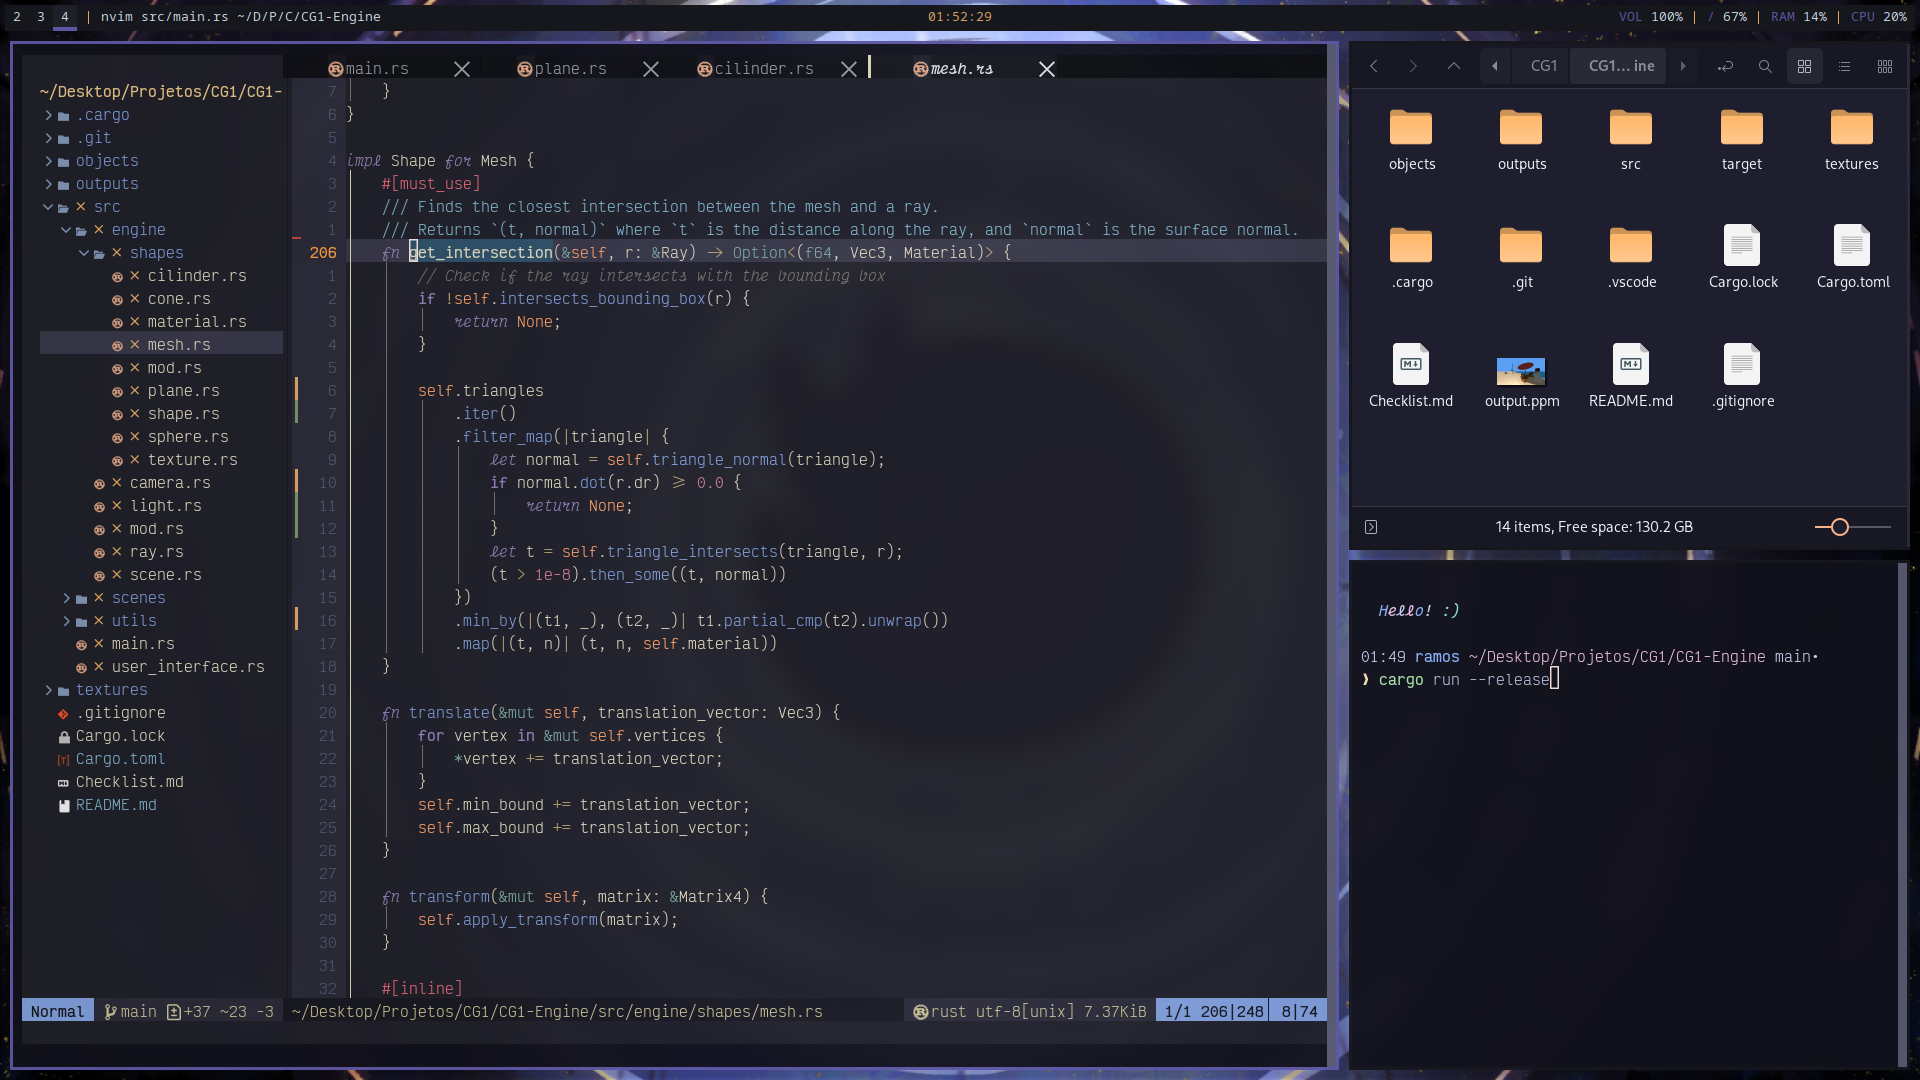 2 3 4 | nvim src/main.rs ~/D/P/C/CG1-Engine
01:52:29
VOL 100% | / 67% | RAM 14% | CPU 20%
~/Desktop/Projetos/CG1/CG1-
.cargo
.git
objects
outputs
src
engine
shapes
cilinder.rs
cone.rs
material.rs
mesh.rs
mod.rs
plane.rs
shape.rs
sphere.rs
texture.rs
camera.rs
light.rs
mod.rs
ray.rs
scene.rs
scenes
utils
main.rs
user_interface.rs
textures
.gitignore
Cargo.lock
Cargo.toml
Checklist.md
README.md
main.rs plane.rs cilinder.rs mesh.rs
7     }
6 }
5
4 impl Shape for Mesh {
3     #[must_use]
2     /// Finds the closest intersection between the mesh and a ray.
1     /// Returns `(t, normal)` where `t` is the distance along the ray, and `normal` is the surface normal.
206     fn get_intersection(&self, r: &Ray) → Option<(f64, Vec3, Material)> {
1         // Check if the ray intersects with the bounding box
2         if !self.intersects_bounding_box(r) {
3             return None;
4         }
5
6         self.triangles
7             .iter()
8             .filter_map(|triangle| {
9                 let normal = self.triangle_normal(triangle);
10                 if normal.dot(r.dr) ⩾ 0.0 {
11                     return None;
12                 }
13                 let t = self.triangle_intersects(triangle, r);
14                 (t > 1e-8).then_some((t, normal))
15             })
16             .min_by(|(t1, _), (t2, _)| t1.partial_cmp(t2).unwrap())
17             .map(|(t, n)| (t, n, self.material))
18     }
19
20     fn translate(&mut self, translation_vector: Vec3) {
21         for vertex in &mut self.vertices {
22             *vertex += translation_vector;
23         }
24         self.min_bound += translation_vector;
25         self.max_bound += translation_vector;
26     }
27
28     fn transform(&mut self, matrix: &Matrix4) {
29         self.apply_transform(matrix);
30     }
31
32     #[inline]
Normal main +37 ~23 -3 ~/Desktop/Projetos/CG1/CG1-Engine/src/engine/shapes/mesh.rs rust utf-8[unix] 7.37KiB 1/1 206|248 8|74
CG1 CG1... ine
objects outputs src target textures
.cargo .git .vscode Cargo.lock Cargo.toml
Checklist.md output.ppm README.md .gitignore
14 items, Free space: 130.2 GB
Hello! :)
01:49 ramos ~/Desktop/Projetos/CG1/CG1-Engine main•
❯ cargo run --release